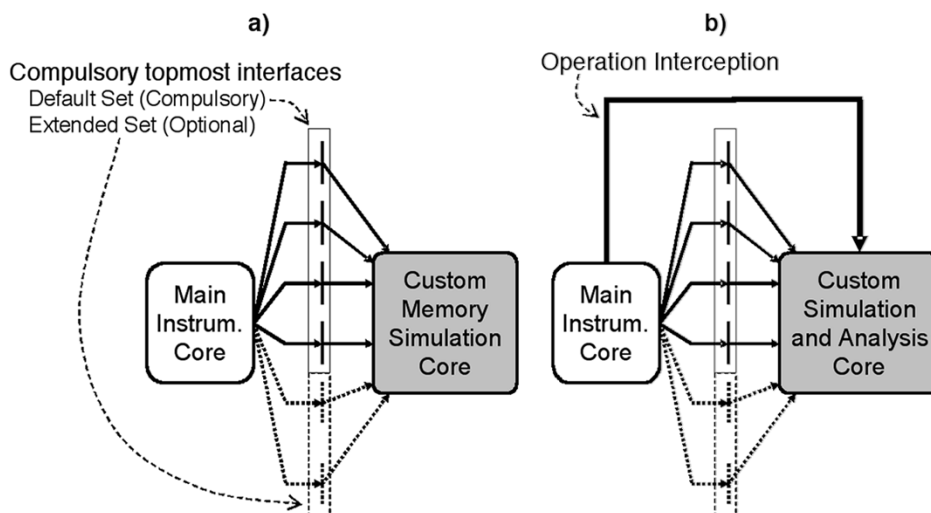 a)
Compulsory topmost interfaces
Default Set (Compulsory)
Extended Set (Optional)
Main
Instrum.
Core
Custom
Memory
Simulation
Core
b)
Operation Interception
Main
Instrum.
Core
Custom
Simulation
and Analysis
Core